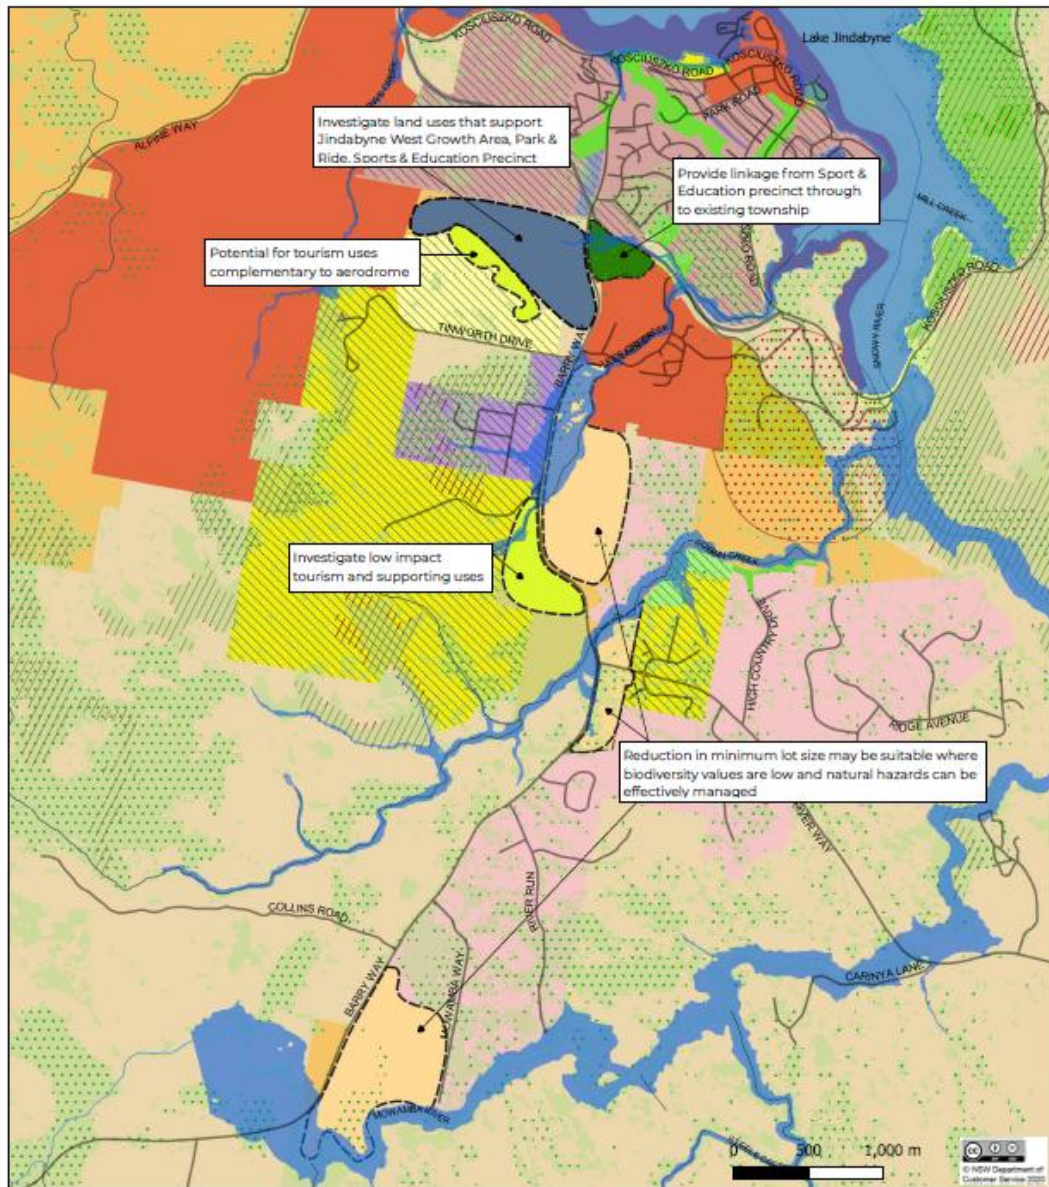 KOSCIUSZKO ROAD
Lake Jindabyne
KOSCIUSZKO ROAD
KOSCIUSZKO ROAD
PARK ROAD
ALPINE WAY
Investigate land uses that support
Jindabyne West Growth Area, Park &
Ride. Sports & Education Precinct
Provide linkage from Sport &
Education precinct through
to existing township
MILL CREEK
Potential for tourism uses
complementary to aerodrome
KOSCIUSZKO ROAD
SNOWY RIVER
TINWORTH DRIVE
BARRY WAY
Investigate low impact
tourism and supporting uses
HIGH COUNTRY DRIVE
RIDGE AVENUE
Reduction in minimum lot size may be suitable where
biodiversity values are low and natural hazards can be
effectively managed
RIVER WAY
RIVER RUN
COLLINS ROAD
BARRY WAY
MOWAMBA WAY
CARINYA LANE
MOWAMBA RIVER
0 500 1,000 m
cc
© NSW Department of
Customer Service 2020